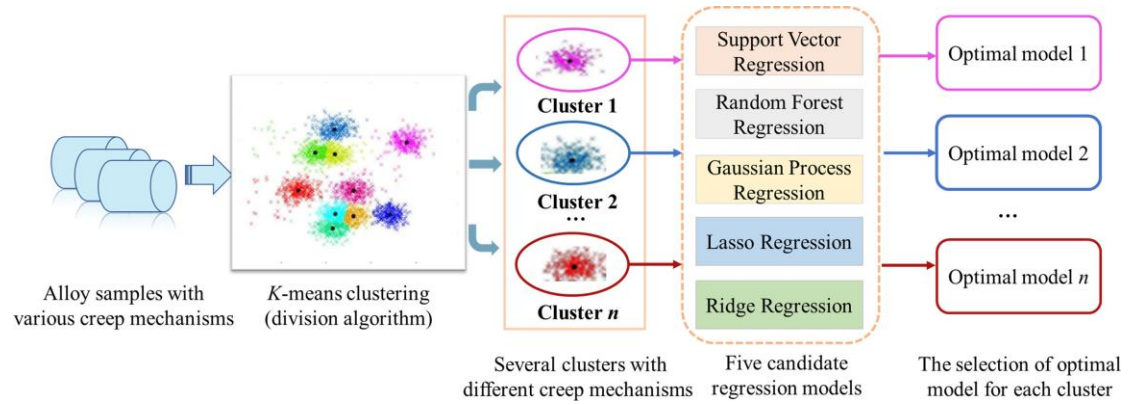 Alloy samples with
various creep mechanisms
K-means clustering
(division algorithm)
Cluster 1
Cluster 2
...
Cluster n
Several clusters with
different creep mechanisms
Support Vector
Regression
Random Forest
Regression
Gaussian Process
Regression
Lasso Regression
Ridge Regression
Five candidate
regression models
Optimal model 1
Optimal model 2
...
Optimal model n
The selection of optimal
model for each cluster